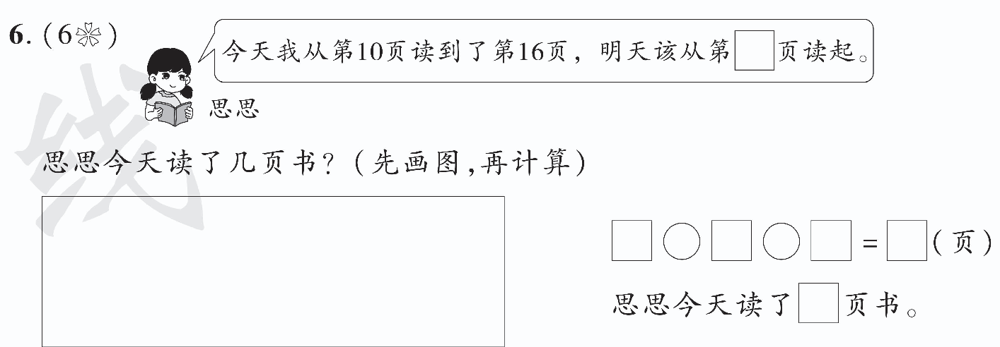 6.(6❀)
今天我从第10页读到了第16页，明天该从第□页读起。
思思
线
思思今天读了几页书？(先画图,再计算)
□○□○□=□(页)
思思今天读了□页书。